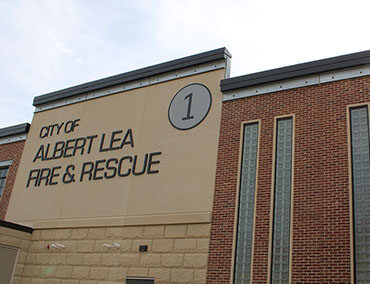 1
CITY OF
ALBERT LEA
FIRE & RESCUE